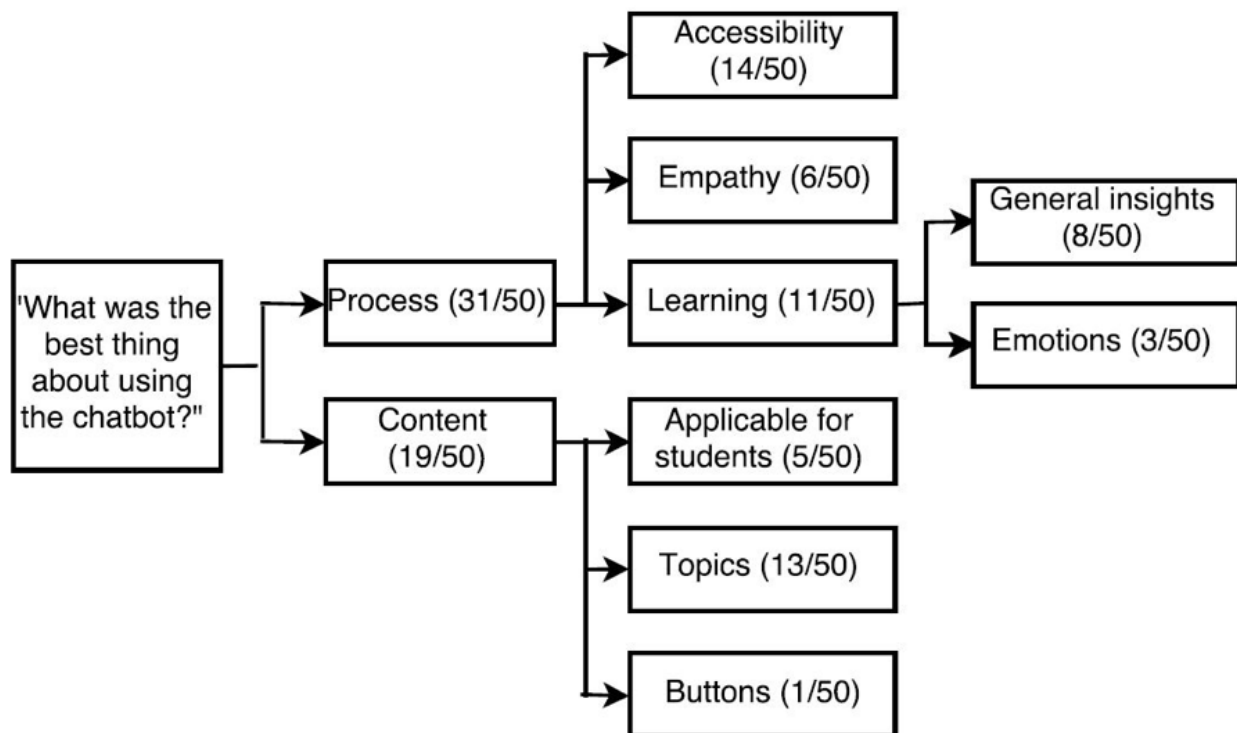 'What was the
best thing
about using
the chatbot?"
Process (31/50)
Content
(19/50)
Accessibility
(14/50)
Empathy (6/50)
Learning (11/50)
General insights
(8/50)
Emotions (3/50)
Applicable for
students (5/50)
Topics (13/50)
Buttons (1/50)